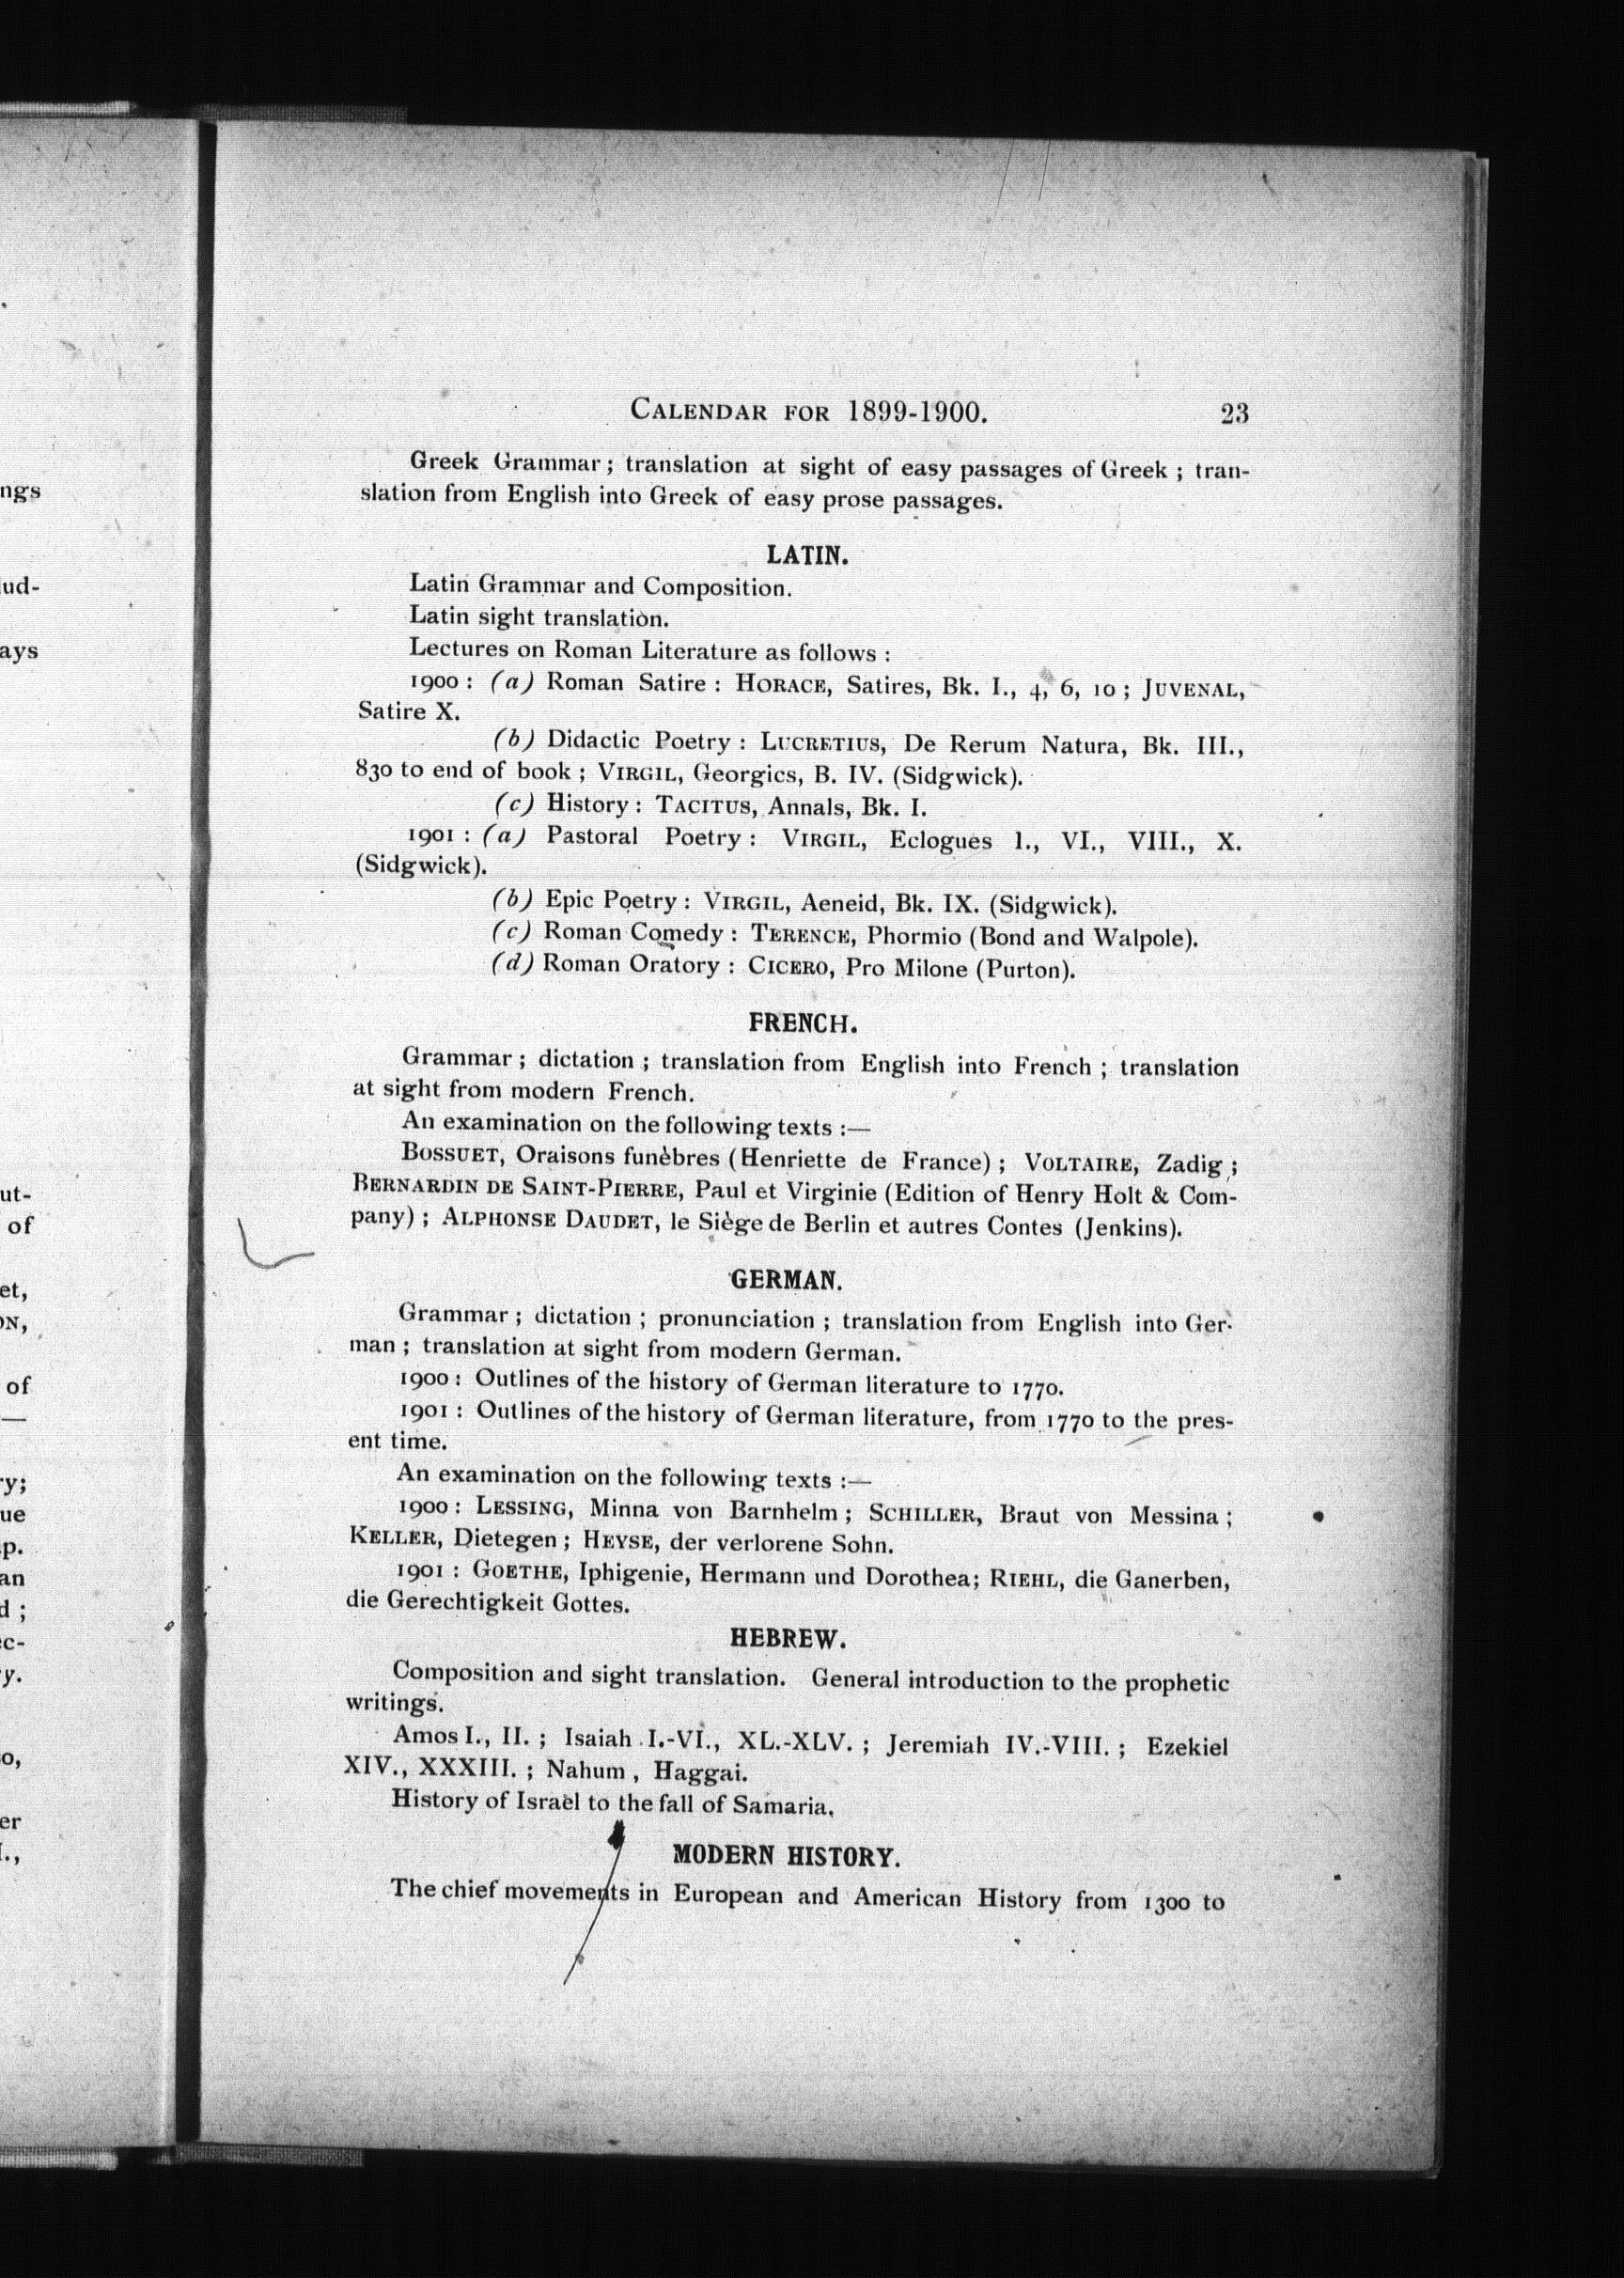 CALENDAR FOR 1899-1900. 23
Greek Grammar ; translation at sight of easy passages of Greek ; tran-
slation from English into Greek of easy prose passages.
LATIN.
Latin Grammar and Composition.
Latin sight translation.
Lectures on Roman Literature as follows :
1900 : (a) Roman Satire : HORACE, Satires, Bk. I., 4, 6, 10 ; JUVENAL,
Satire X.
(b) Didactic Poetry : LUCRETIUS, De Rerum Natura, Bk. III.,
830 to end of book ; VIRGIL, Georgics, B. IV. (Sidgwick).
(c) History : TACITUS, Annals, Bk. I.
1901 : (a) Pastoral Poetry : VIRGIL, Eclogues I., VI., VIII., X.
(Sidgwick).
(b) Epic Poetry : VIRGIL, Aeneid, Bk. IX. (Sidgwick).
(c) Roman Comedy : TERENCE, Phormio (Bond and Walpole).
(d) Roman Oratory : CICERO, Pro Milone (Purton).
FRENCH.
Grammar ; dictation ; translation from English into French ; translation
at sight from modern French.
An examination on the following texts :—
BOSSUET, Oraisons funèbres (Henriette de France) ; VOLTAIRE, Zadig ;
BERNARDIN DE SAINT-PIERRE, Paul et Virginie (Edition of Henry Holt & Com-
pany) ; ALPHONSE DAUDET, le Siège de Berlin et autres Contes (Jenkins).
GERMAN.
Grammar ; dictation ; pronunciation ; translation from English into Ger-
man ; translation at sight from modern German.
1900 : Outlines of the history of German literature to 1770.
1901 : Outlines of the history of German literature, from 1770 to the pres-
ent time.
An examination on the following texts :—
1900 : LESSING, Minna von Barnhelm ; SCHILLER, Braut von Messina ;
KELLER, Dietegen ; HEYSE, der verlorene Sohn.
1901 : GOETHE, Iphigenie, Hermann und Dorothea; RIEHL, die Ganerben,
die Gerechtigkeit Gottes.
HEBREW.
Composition and sight translation. General introduction to the prophetic
writings.
Amos I., II. ; Isaiah I.-VI., XL.-XLV. ; Jeremiah IV.-VIII. ; Ezekiel
XIV., XXXIII. ; Nahum , Haggai.
History of Israel to the fall of Samaria.
MODERN HISTORY.
The chief movements in European and American History from 1300 to